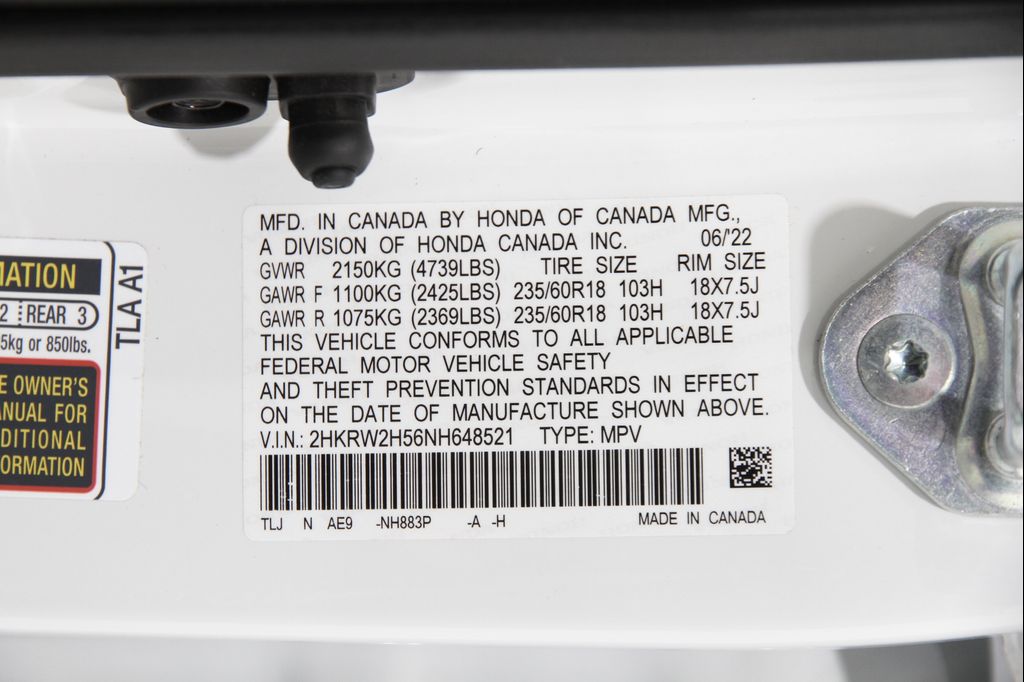 MFD. IN CANADA BY HONDA OF CANADA MFG.,
A DIVISION OF HONDA CANADA INC. 06/'22
GVWR 2150KG (4739LBS) TIRE SIZE RIM SIZE
GAWR F 1100KG (2425LBS) 235/60R18 103H 18X7.5J
GAWR R 1075KG (2369LBS) 235/60R18 103H 18X7.5J
THIS VEHICLE CONFORMS TO ALL APPLICABLE
FEDERAL MOTOR VEHICLE SAFETY
AND THEFT PREVENTION STANDARDS IN EFFECT
ON THE DATE OF MANUFACTURE SHOWN ABOVE.
V.I.N.: 2HKRW2H56NH648521 TYPE: MPV
TLJ N AE9 -NH883P -A -H MADE IN CANADA
MATION
2 REAR 3
5kg or 850lbs.
E OWNER'S
ANUAL FOR
DITIONAL
ORMATION
TLA A1